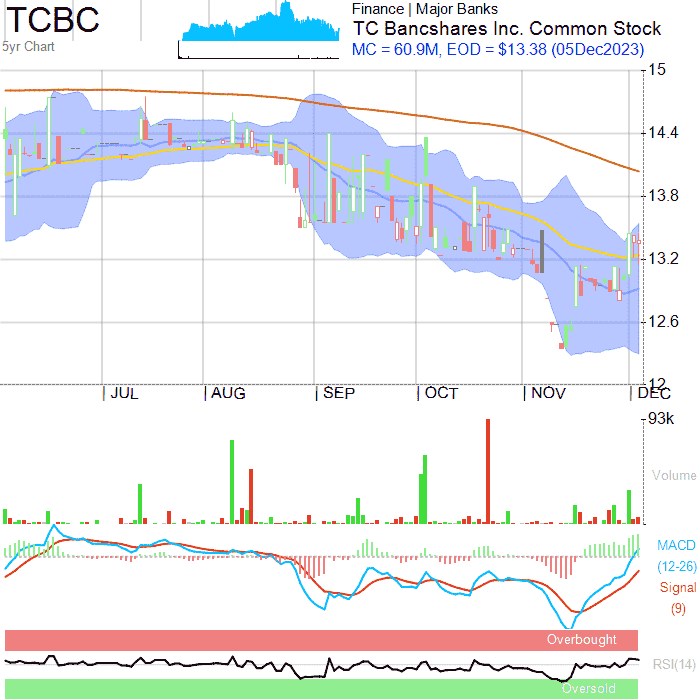 TCBC
5yr Chart
Finance | Major Banks
TC Bancshares Inc. Common Stock
MC = 60.9M, EOD = $13.38 (05Dec2023)
15
14.4
13.8
13.2
12.6
12
JUL
AUG
SEP
OCT
NOV
DEC
93k
Volume
MACD
(12-26)
Signal
(9)
Overbought
RSI(14)
Oversold